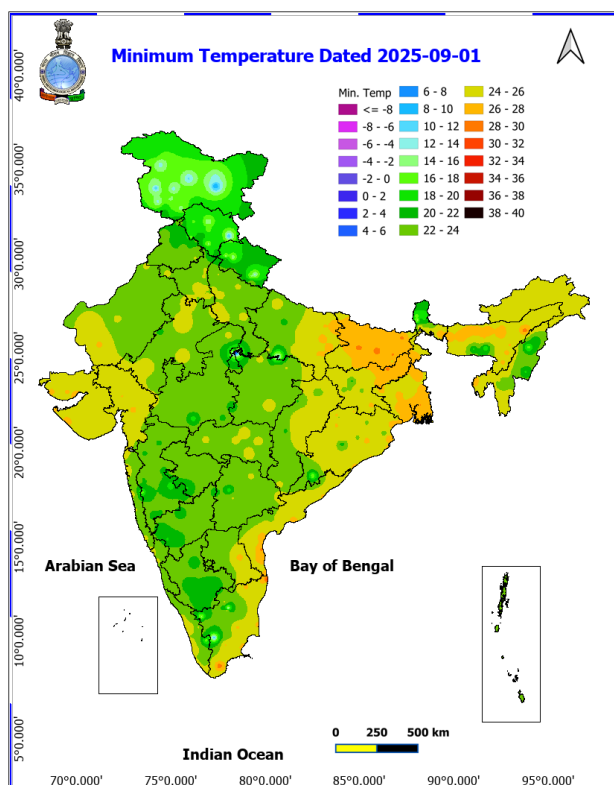 Minimum Temperature Dated 2025-09-01
Min. Temp
<= -8
-8 - -6
-6 - -4
-4 - -2
-2 - 0
0 - 2
2 - 4
4 - 6
6 - 8
8 - 10
10 - 12
12 - 14
14 - 16
16 - 18
18 - 20
20 - 22
22 - 24
24 - 26
26 - 28
28 - 30
30 - 32
32 - 34
34 - 36
36 - 38
38 - 40
40°0.000'
35°0.000'
30°0.000'
25°0.000'
20°0.000'
15°0.000'
10°0.000'
5°0.000'
Arabian Sea
Bay of Bengal
Indian Ocean
0 250 500 km
70°0.000' 75°0.000' 80°0.000' 85°0.000' 90°0.000' 95°0.000'